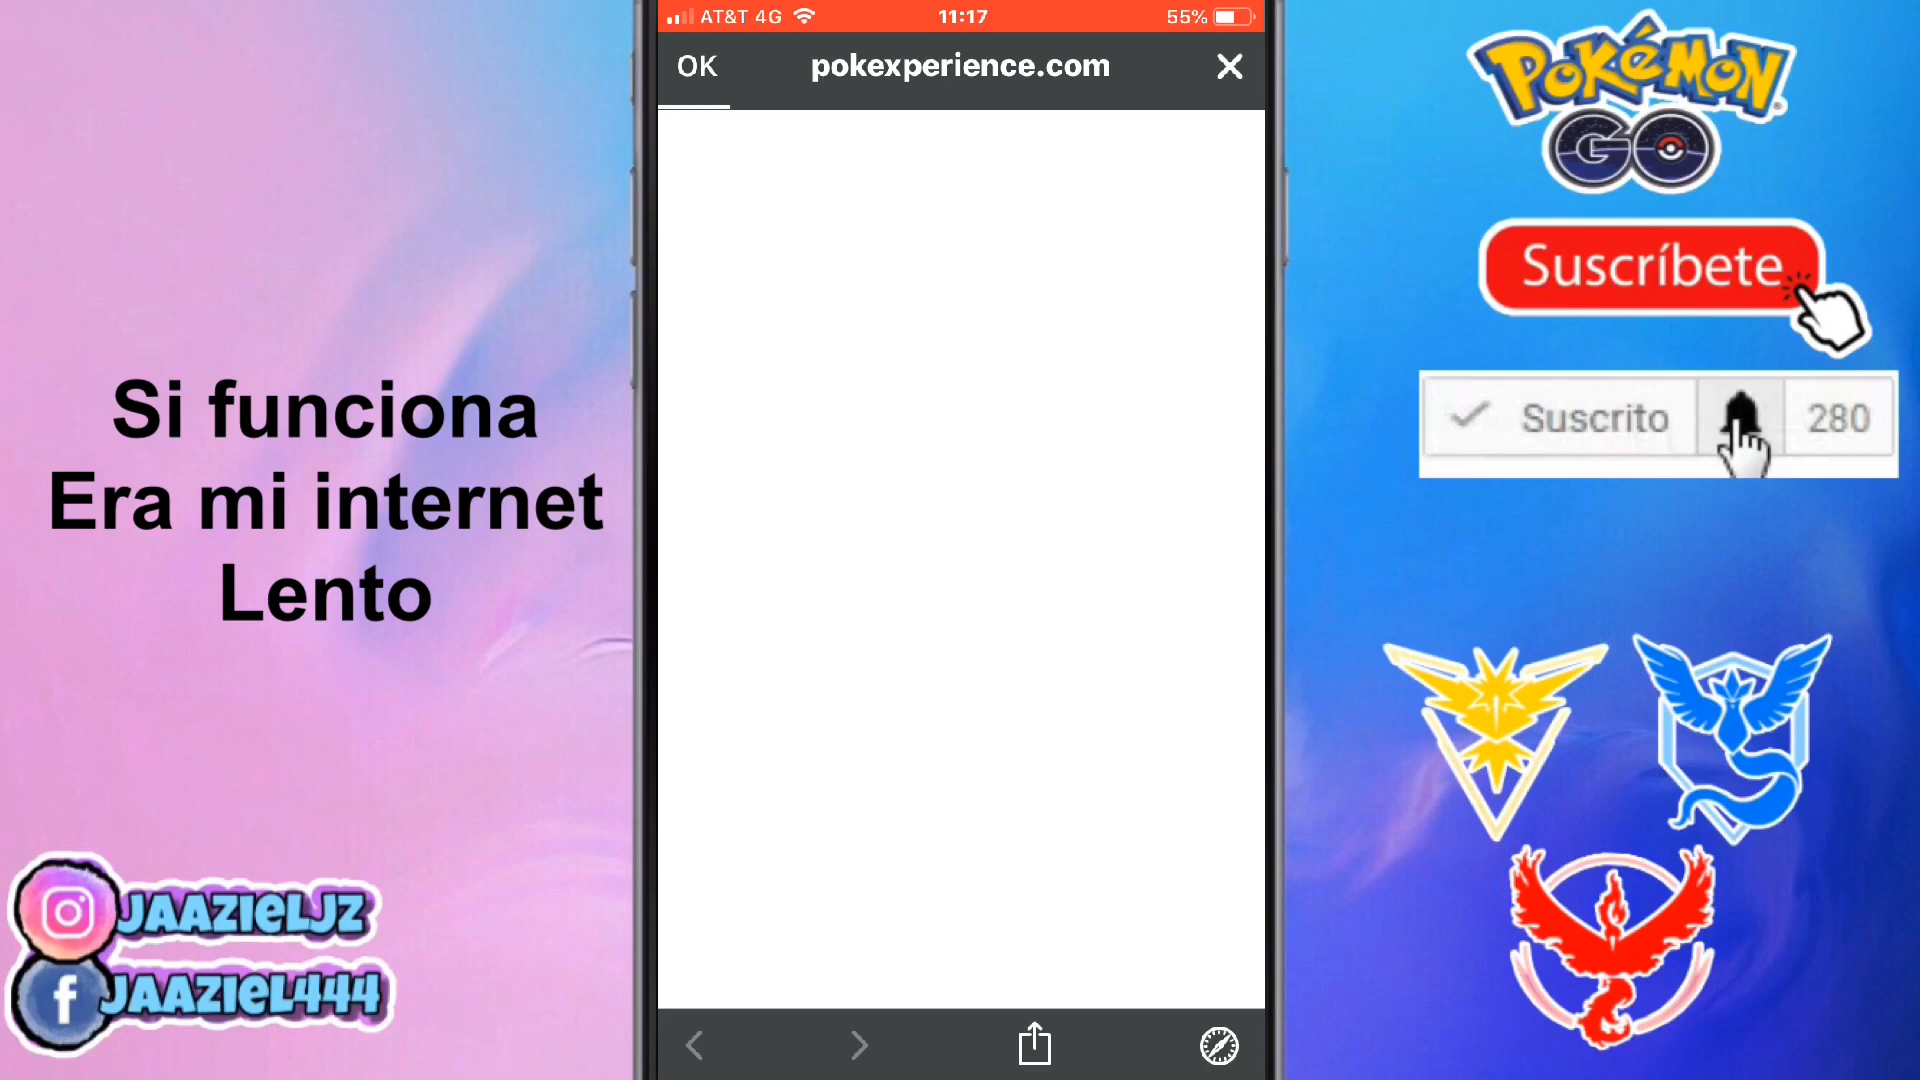 AT&T 4G 11:17 55%
OK pokexperience.com
Si funciona
Era mi internet
Lento
JAAZIELJZ
JAAZIEL444
POKéMON
GO
Suscríbete
Suscrito 280